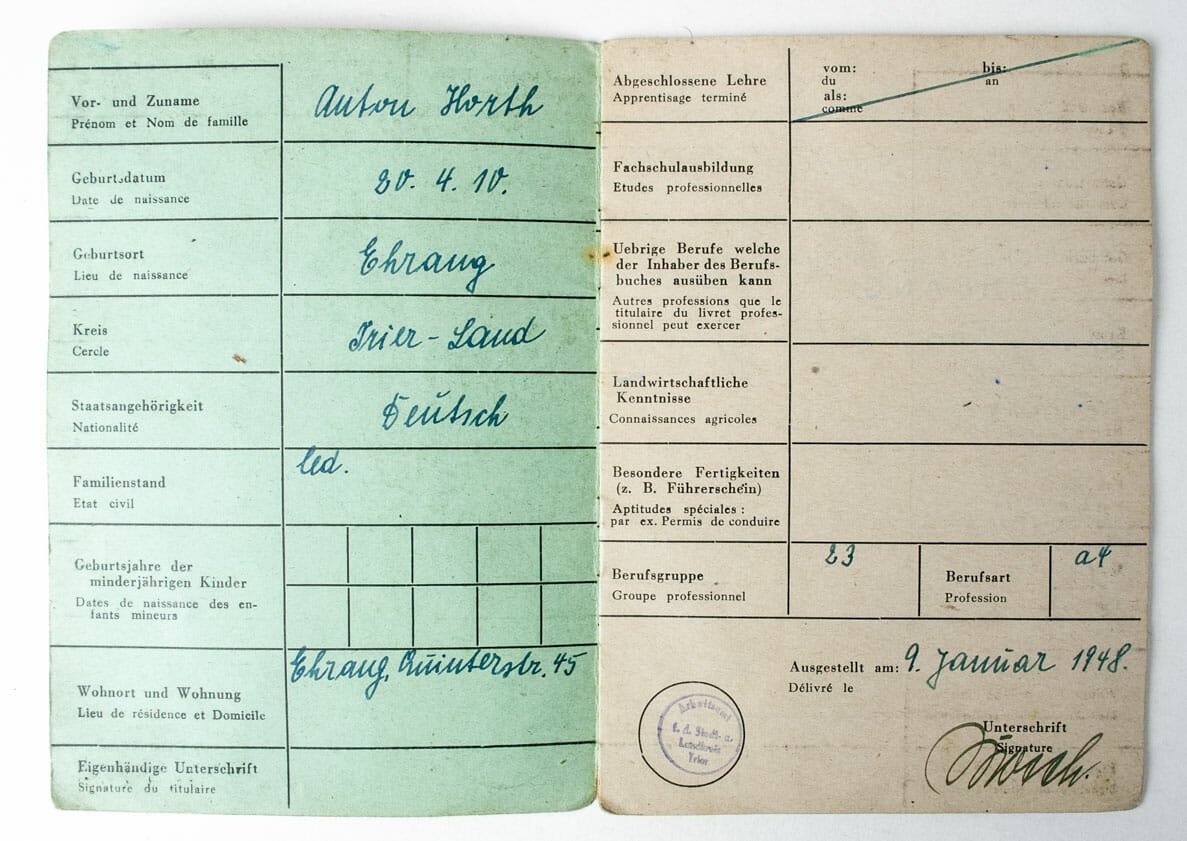 Vor- und Zuname
Prénom et Nom de famille
Anton Horth
Geburtsdatum
Date de naissance
20. 4. 10.
Geburtsort
Lieu de naissance
Ehrang
Kreis
Cercle
Trier-Land
Staatsangehörigkeit
Nationalité
Deutsch
Familienstand
Etat civil
led.
Geburtsjahre der
minderjährigen Kinder
Dates de naissance des en-
fants mineurs
Wohnort und Wohnung
Lieu de résidence et Domicile
Ehrang, Quinterstr. 45
Eigenhändige Unterschrift
Signature du titulaire
Abgeschlossene Lehre
Apprentisage terminé
vom: bis:
du an
als:
comme
Fachschulausbildung
Etudes professionnelles
Uebrige Berufe welche
der Inhaber des Berufs-
buches ausüben kann
Autres professions que le
titulaire du livret profes-
sionnel peut exercer
Landwirtschaftliche
Kenntnisse
Connaissances agricoles
Besondere Fertigkeiten
(z. B. Führerschein)
Aptitudes spéciales :
par ex. Permis de conduire
Berufsgruppe
Groupe professionnel
23
Berufsart
Profession
a4
Ausgestellt am: 9. Januar 1948.
Délivré le
Arbeitsamt
f. d. Stadt- u.
Landkreis
Trier
Unterschrift
Signature